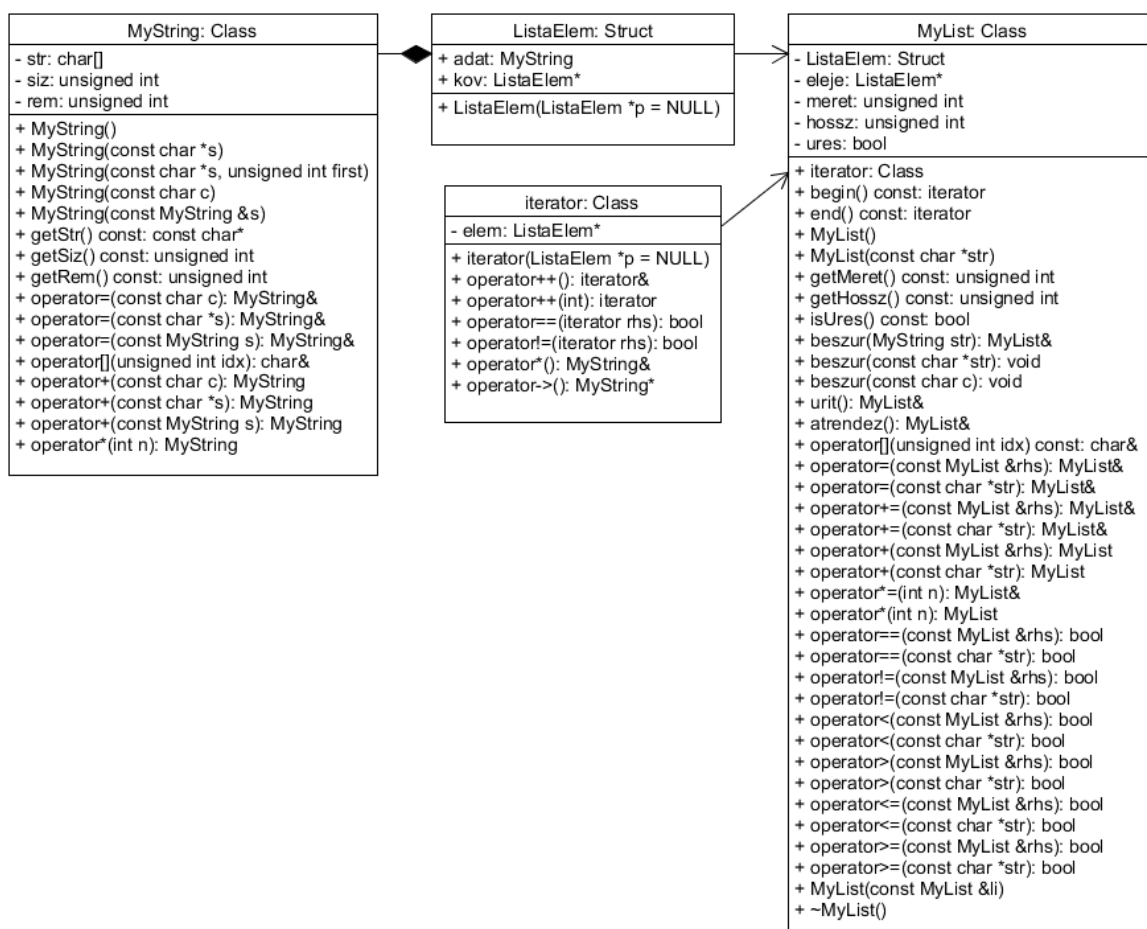 MyString: Class
- str: char[]
- siz: unsigned int
- rem: unsigned int
+ MyString()
+ MyString(const char *s)
+ MyString(const char *s, unsigned int first)
+ MyString(const char c)
+ MyString(const MyString &s)
+ getStr() const: const char*
+ getSiz() const: unsigned int
+ getRem() const: unsigned int
+ operator=(const char c): MyString&
+ operator=(const char *s): MyString&
+ operator=(const MyString s): MyString&
+ operator[](unsigned int idx): char&
+ operator+(const char c): MyString
+ operator+(const char *s): MyString
+ operator+(const MyString s): MyString
+ operator*(int n): MyString
ListaElem: Struct
+ adat: MyString
+ kov: ListaElem*
+ ListaElem(ListaElem *p = NULL)
iterator: Class
- elem: ListaElem*
+ iterator(ListaElem *p = NULL)
+ operator++(): iterator&
+ operator++(int): iterator
+ operator==(iterator rhs): bool
+ operator!=(iterator rhs): bool
+ operator*(): MyString&
+ operator->(): MyString*
MyList: Class
- ListaElem: Struct
- eleje: ListaElem*
- meret: unsigned int
- hossz: unsigned int
- ures: bool
+ iterator: Class
+ begin() const: iterator
+ end() const: iterator
+ MyList()
+ MyList(const char *str)
+ getMeret() const: unsigned int
+ getHossz() const: unsigned int
+ isUres() const: bool
+ beszur(MyString str): MyList&
+ beszur(const char *str): void
+ beszur(const char c): void
+ urit(): MyList&
+ atrendez(): MyList&
+ operator[](unsigned int idx) const: char&
+ operator=(const MyList &rhs): MyList&
+ operator=(const char *str): MyList&
+ operator+=(const MyList &rhs): MyList&
+ operator+=(const char *str): MyList&
+ operator+(const MyList &rhs): MyList
+ operator+(const char *str): MyList
+ operator*=(int n): MyList&
+ operator*(int n): MyList
+ operator==(const MyList &rhs): bool
+ operator==(const char *str): bool
+ operator!=(const MyList &rhs): bool
+ operator!=(const char *str): bool
+ operator<(const MyList &rhs): bool
+ operator<(const char *str): bool
+ operator>(const MyList &rhs): bool
+ operator>(const char *str): bool
+ operator<=(const MyList &rhs): bool
+ operator<=(const char *str): bool
+ operator>=(const MyList &rhs): bool
+ operator>=(const char *str): bool
+ MyList(const MyList &li)
+ ~MyList()